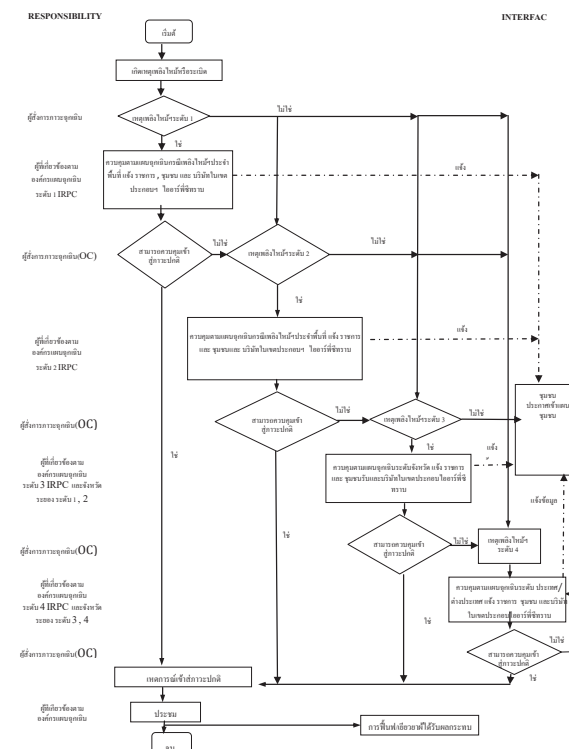 RESPONSIBILITY
INTERFAC
เริ่มต้
เกิดเหตุเพลิงไหม้หรือระเบิด
ผู้สั่งการภาวะฉุกเฉิน
เหตุเพลิงไหม้ฯระดับ 1
ไม่ใช่
ใช่
ผู้ที่เกี่ยวข้องตาม
องค์กรแผนฉุกเฉิน
ระดับ 1 IRPC
ควบคุมตามแผนฉุกเฉินกรณีเพลิงไหม้ฯประจำ
พื้นที่ แจ้ง ราชการ , ชุมชน และ บริษัทในเขต
ประกอบฯ ไออาร์พีซีทราบ
แจ้ง
ผู้สั่งการภาวะฉุกเฉิน(OC)
สามารถควบคุมเข้า
สู่ภาวะปกติ
ไม่ใช่
เหตุเพลิงไหม้ฯระดับ 2
ไม่ใช่
ใช่
ผู้ที่เกี่ยวข้องตาม
องค์กรแผนฉุกเฉิน
ระดับ 2 IRPC
ควบคุมตามแผนฉุกเฉินกรณีเพลิงไหม้ฯประจำพื้นที่ แจ้ง ราชการ
และ ชุมชนและ บริษัทในเขตประกอบฯ ไออาร์พีซีทราบ
แจ้ง
ชุมชน
ประกาศเข้าแผน
ชุมชน
ผู้สั่งการภาวะฉุกเฉิน(OC)
สามารถควบคุมเข้า
สู่ภาวะปกติ
ไม่ใช่
เหตุเพลิงไหม้ฯระดับ 3
ไม่ใช่
ใช่
ใช่
แจ้ง
ผู้ที่เกี่ยวข้องตาม
องค์กรแผนฉุกเฉิน
ระดับ 3 IRPC และจังหวัด
ระยอง ระดับ 1 , 2
ควบคุมตามแผนฉุกเฉินระดับจังหวัด แจ้ง ราชการ
และ ชุมชนรับและบริษัทในเขตประกอบไออาร์พีซี
ทราบ
แจ้งข้อมูล
ผู้สั่งการภาวะฉุกเฉิน(OC)
สามารถควบคุมเข้า
สู่ภาวะปกติ
ไม่ใช่
เหตุเพลิงไหม้ฯ
ระดับ 4
ใช่
ผู้ที่เกี่ยวข้องตาม
องค์กรแผนฉุกเฉิน
ระดับ 4 IRPC และจังหวัด
ระยอง ระดับ 3 , 4
ควบคุมตามแผนฉุกเฉินระดับ ประเทศ/
ต่างประเทศ แจ้ง ราชการ ชุมชน และบริษัท
ในเขตประกอบไออาร์พีซีทราบ
ใช่
ผู้สั่งการภาวะฉุกเฉิน(OC)
สามารถควบคุมเข้า
สู่ภาวะปกติ
ไม่ใช่
ใช่
เหตุการณ์เข้าสู่ภาวะปกติ
ผู้ที่เกี่ยวข้องตาม
องค์กรแผนฉุกเฉิน
ประชุม
การฟื้นฟูเยียวยาผู้ได้รับผลกระทบ
จบ